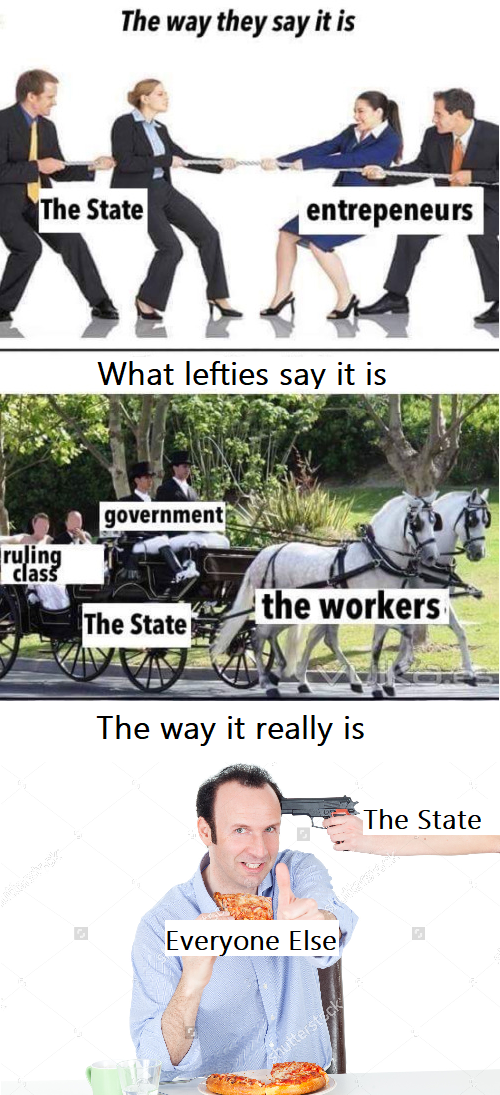 The way they say it is
The State
entrepeneurs
What lefties say it is
government
ruling
class
The State
the workers
The way it really is
The State
Everyone Else
shutterstock